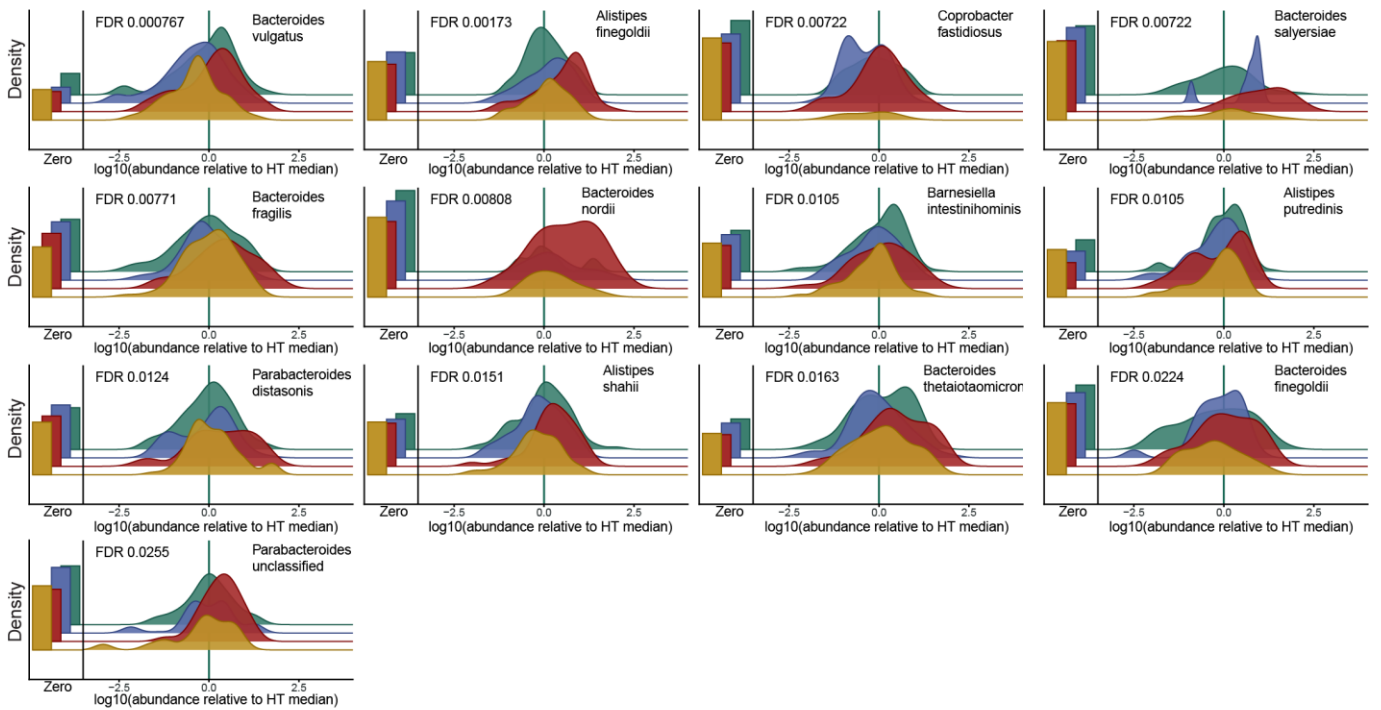 Density
FDR 0.000767
Bacteroides
vulgatus
Zero
−2.5
0.0
2.5
log10(abundance relative to HT median)
FDR 0.00173
Alistipes
finegoldii
Zero
−2.5
0.0
2.5
log10(abundance relative to HT median)
FDR 0.00722
Coprobacter
fastidiosus
Zero
−2.5
0.0
2.5
log10(abundance relative to HT median)
FDR 0.00722
Bacteroides
salyersiae
Zero
−2.5
0.0
2.5
log10(abundance relative to HT median)
Density
FDR 0.00771
Bacteroides
fragilis
Zero
−2.5
0.0
2.5
log10(abundance relative to HT median)
FDR 0.00808
Bacteroides
nordii
Zero
−2.5
0.0
2.5
log10(abundance relative to HT median)
FDR 0.0105
Barnesiella
intestinihominis
Zero
−2.5
0.0
2.5
log10(abundance relative to HT median)
FDR 0.0105
Alistipes
putredinis
Zero
−2.5
0.0
2.5
log10(abundance relative to HT median)
Density
FDR 0.0124
Parabacteroides
distasonis
Zero
−2.5
0.0
2.5
log10(abundance relative to HT median)
FDR 0.0151
Alistipes
shahii
Zero
−2.5
0.0
2.5
log10(abundance relative to HT median)
FDR 0.0163
Bacteroides
thetaiotaomicron
Zero
−2.5
0.0
2.5
log10(abundance relative to HT median)
FDR 0.0224
Bacteroides
finegoldii
Zero
−2.5
0.0
2.5
log10(abundance relative to HT median)
Density
FDR 0.0255
Parabacteroides
unclassified
Zero
−2.5
0.0
2.5
log10(abundance relative to HT median)